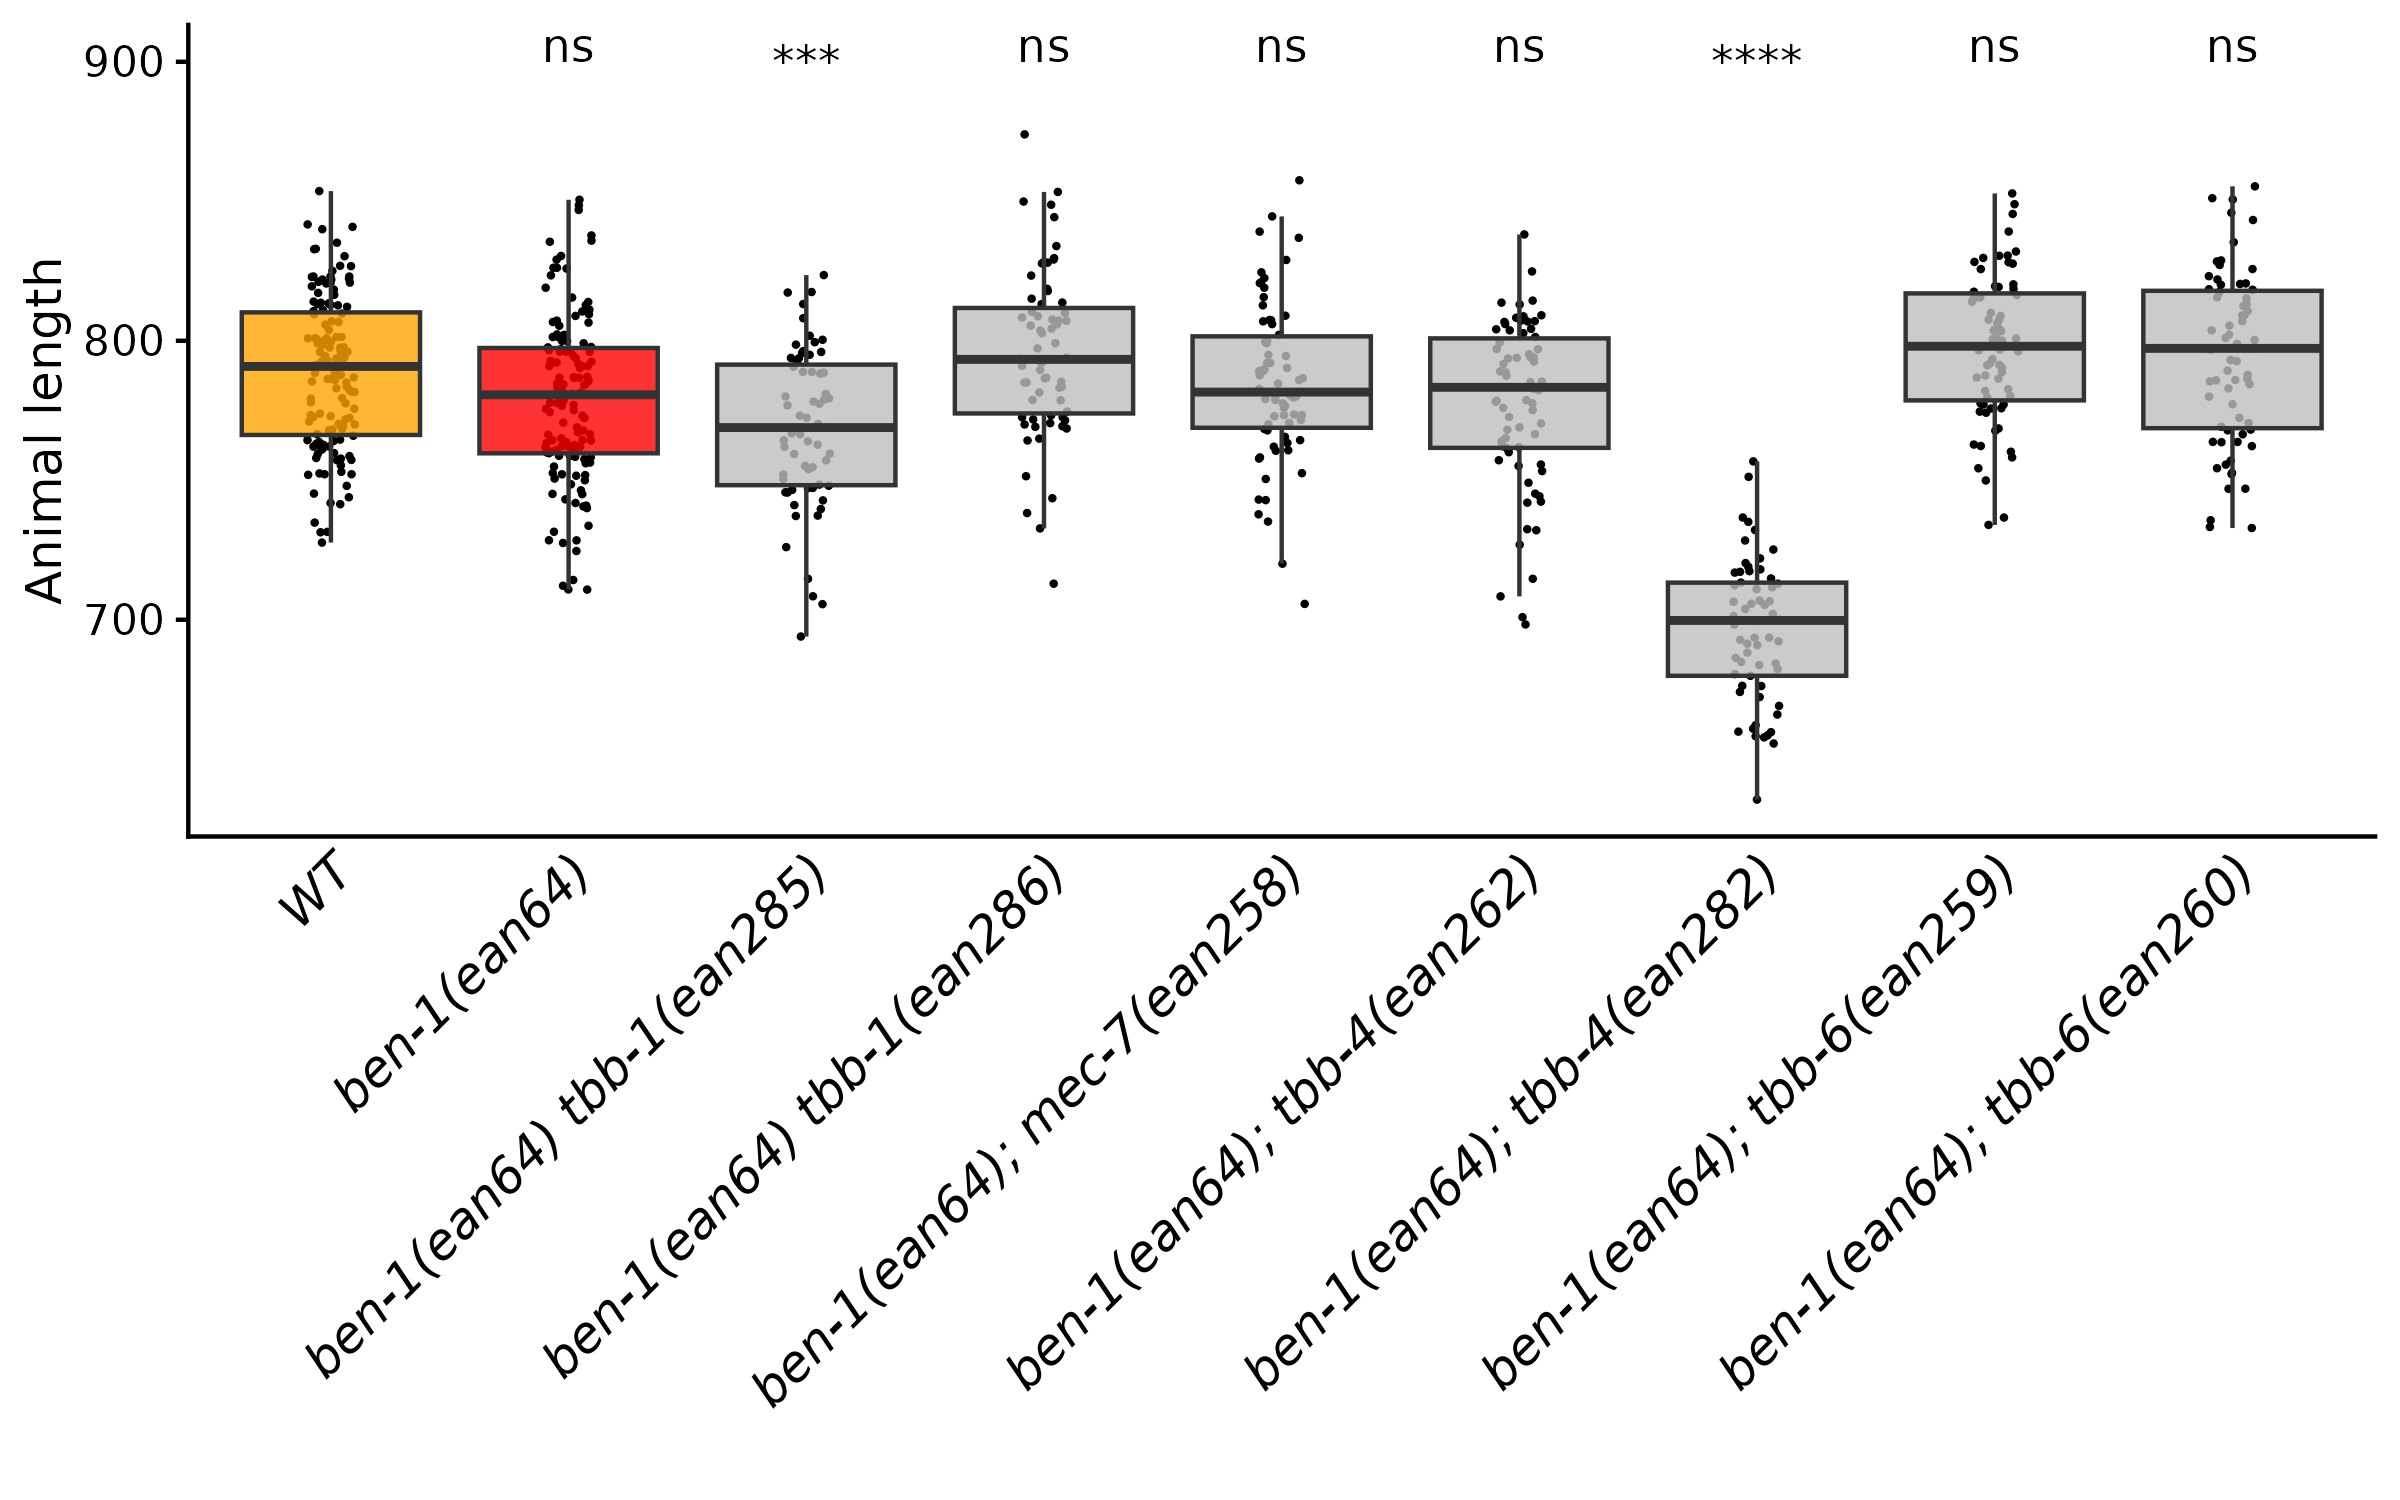 ns *** ns ns ns **** ns ns
900
800
700
Animal length
WT
ben-1(ean64)
ben-1(ean64) tbb-1(ean285)
ben-1(ean64) tbb-1(ean286)
ben-1(ean64); mec-7(ean258)
ben-1(ean64); tbb-4(ean262)
ben-1(ean64); tbb-4(ean282)
ben-1(ean64); tbb-6(ean259)
ben-1(ean64); tbb-6(ean260)